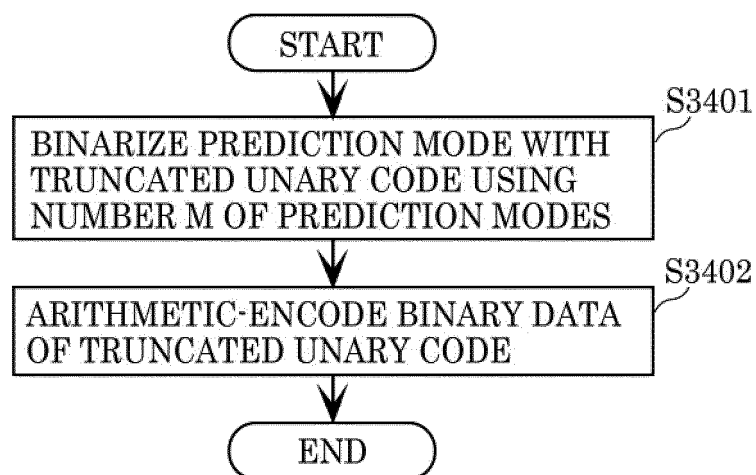 START
S3401
BINARIZE PREDICTION MODE WITH
TRUNCATED UNARY CODE USING
NUMBER M OF PREDICTION MODES
S3402
ARITHMETIC-ENCODE BINARY DATA
OF TRUNCATED UNARY CODE
END